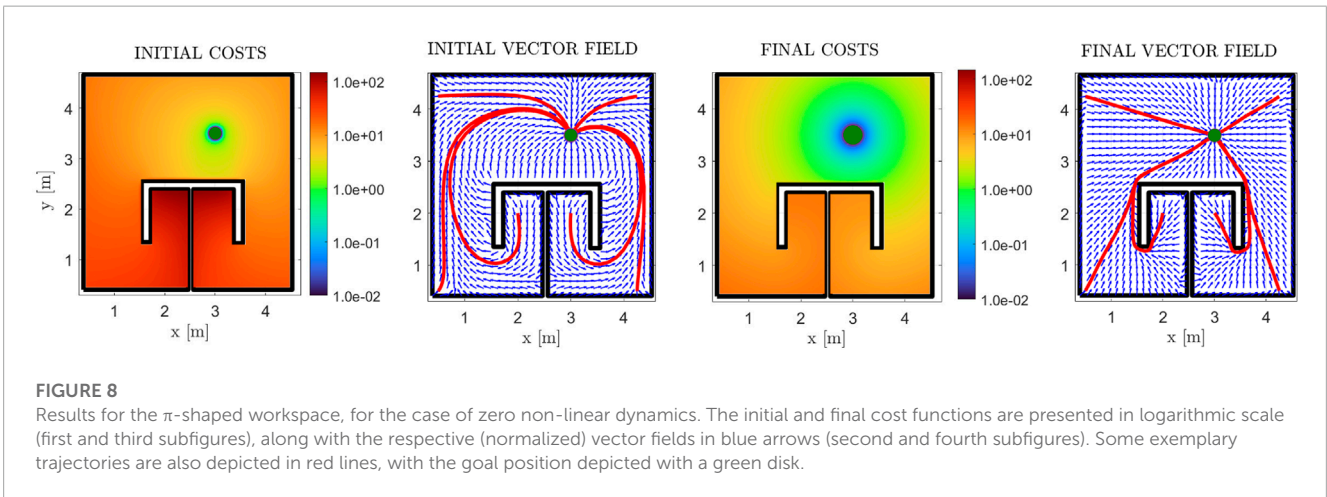 INITIAL COSTS
INITIAL VECTOR FIELD
FINAL COSTS
FINAL VECTOR FIELD
y [m]
4
3
2
1
1
2
3
4
x [m]
1.0e+02
1.0e+01
1.0e+00
1.0e-01
1.0e-02
4
3
2
1
1
2
3
4
x [m]
4
3
2
1
1
2
3
4
x [m]
1.0e+02
1.0e+01
1.0e+00
1.0e-01
1.0e-02
4
3
2
1
1
2
3
4
x [m]
FIGURE 8
Results for the π-shaped workspace, for the case of zero non-linear dynamics. The initial and final cost functions are presented in logarithmic scale
(first and third subfigures), along with the respective (normalized) vector fields in blue arrows (second and fourth subfigures). Some exemplary
trajectories are also depicted in red lines, with the goal position depicted with a green disk.